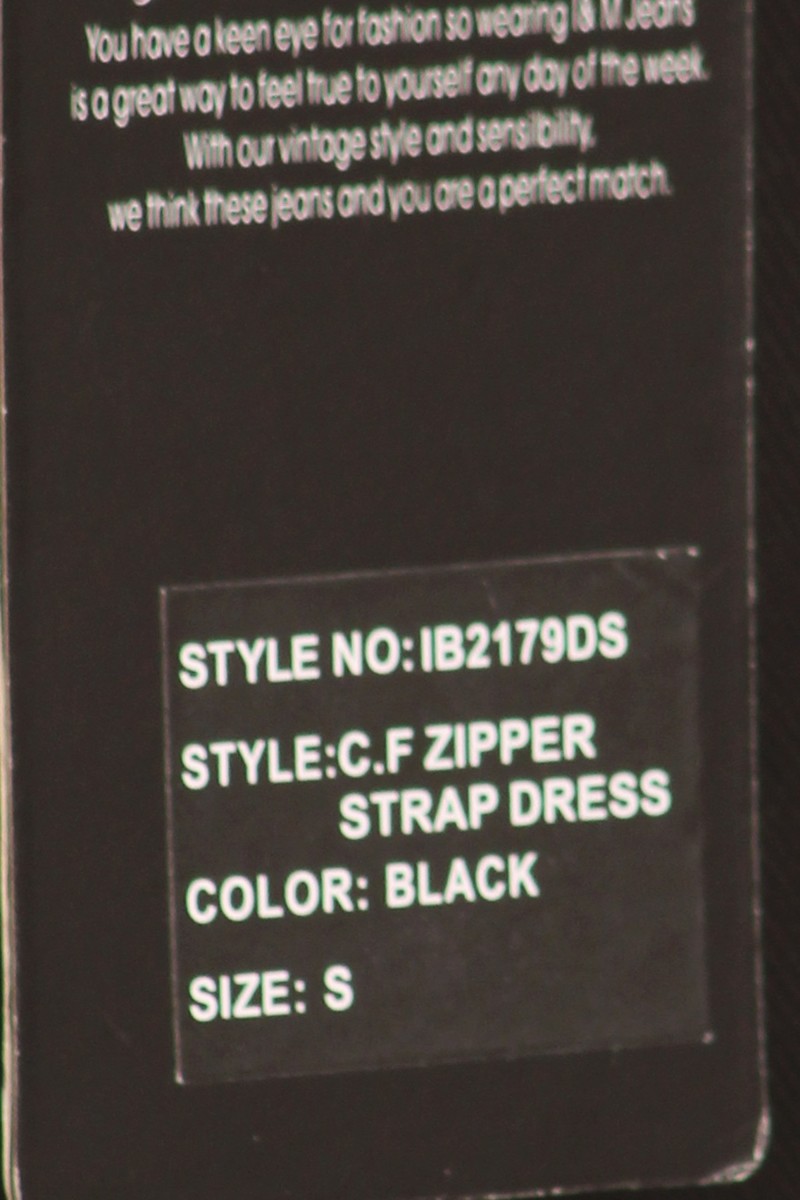 You have a keen eye for fashion so wearing I & M Jeans
is a great way to feel true to yourself any day of the week.
With our vintage style and sensilbility,
we think these jeans and you are a perfect match.
STYLE NO:IB2179DS
STYLE:C.F ZIPPER
STRAP DRESS
COLOR: BLACK
SIZE: S